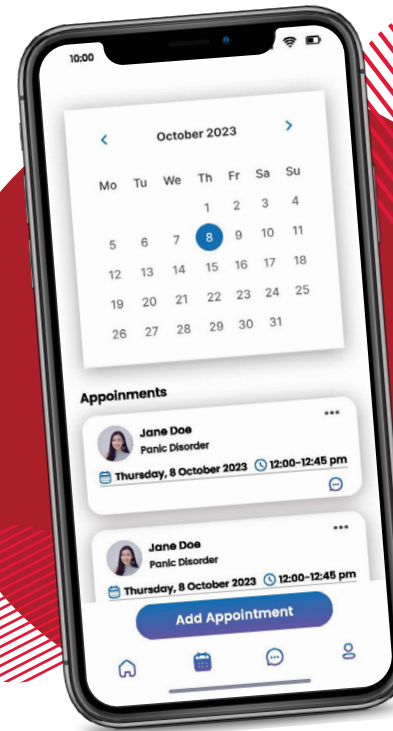 10:00
October 2023
Mo Tu We Th Fr Sa Su
1 2 3 4
5 6 7 8 9 10 11
12 13 14 15 16 17 18
19 20 21 22 23 24 25
26 27 28 29 30 31
Appoinments
Jane Doe
Panic Disorder
Thursday, 8 October 2023 12:00-12:45 pm
Jane Doe
Panic Disorder
Thursday, 8 October 2023 12:00-12:45 pm
Add Appointment